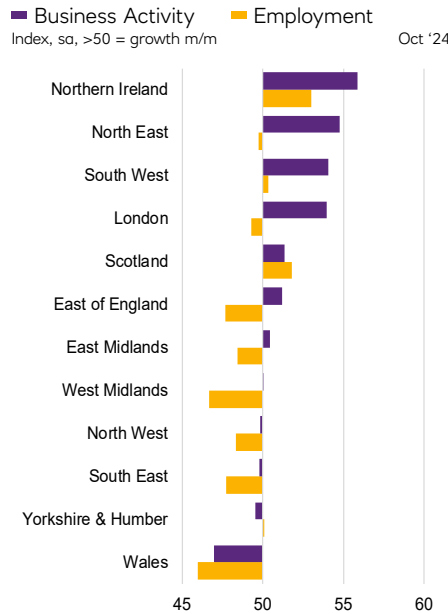 Business Activity Employment
Index, sa, >50 = growth m/m Oct ‘24
Northern Ireland
North East
South West
London
Scotland
East of England
East Midlands
West Midlands
North West
South East
Yorkshire & Humber
Wales
45 50 55 60